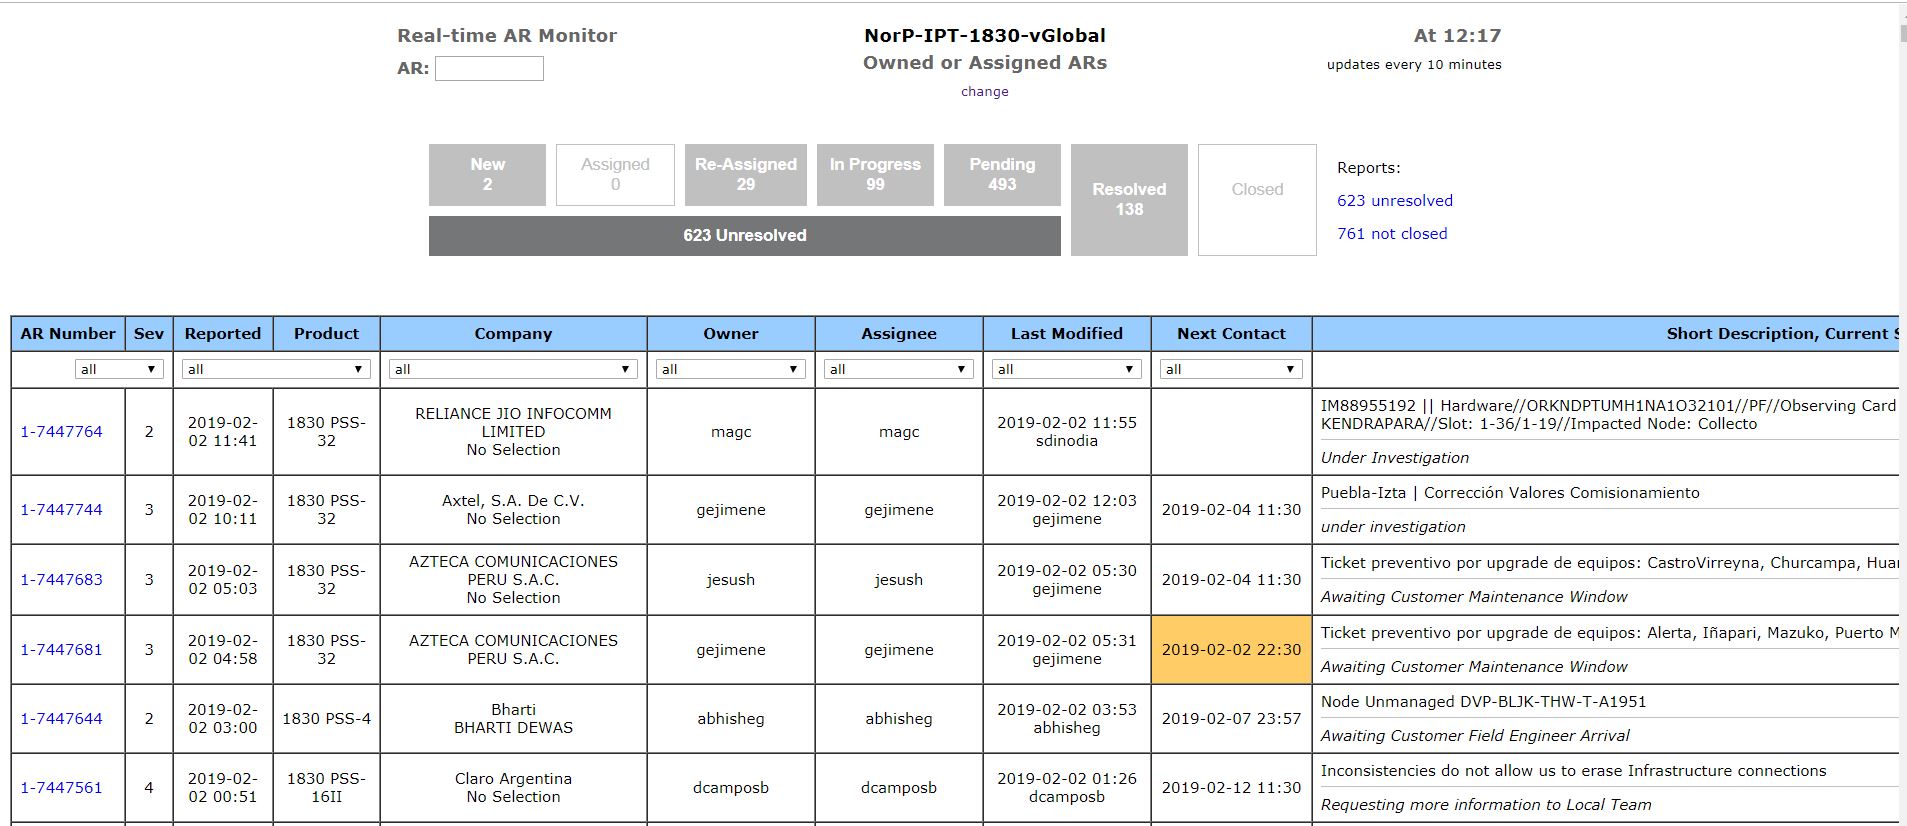 Real-time AR Monitor
AR:
NorP-IPT-1830-vGlobal
Owned or Assigned ARs
change
At 12:17
updates every 10 minutes
New
2
Assigned
0
Re-Assigned
29
In Progress
99
Pending
493
623 Unresolved
Resolved
138
Closed
Reports:
623 unresolved
761 not closed
AR Number Sev Reported Product Company Owner Assignee Last Modified Next Contact Short Description, Current
all all all all all all all
1-7447764
2
2019-02-
02 11:41
1830 PSS-
32
RELIANCE JIO INFOCOMM
LIMITED
No Selection
magc
magc
2019-02-02 11:55
sdinodia
IM88955192 || Hardware//ORKNDPTUMH1NA1O32101//PF//Observing Card
KENDRAPARA//Slot: 1-36/1-19//Impacted Node: Collecto
Under Investigation
1-7447744
3
2019-02-
02 10:11
1830 PSS-
32
Axtel, S.A. De C.V.
No Selection
gejimene
gejimene
2019-02-02 12:03
gejimene
2019-02-04 11:30
Puebla-Izta | Corrección Valores Comisionamiento
under investigation
1-7447683
3
2019-02-
02 05:03
1830 PSS-
32
AZTECA COMUNICACIONES
PERU S.A.C.
No Selection
jesush
jesush
2019-02-02 05:30
gejimene
2019-02-04 11:30
Ticket preventivo por upgrade de equipos: CastroVirreyna, Churcampa,
Awaiting Customer Maintenance Window
1-7447681
3
2019-02-
02 04:58
1830 PSS-
32
AZTECA COMUNICACIONES
PERU S.A.C.
gejimene
gejimene
2019-02-02 05:31
gejimene
2019-02-02 22:30
Ticket preventivo por upgrade de equipos: Alerta, Iñapari, Mazuko, Puerto
Awaiting Customer Maintenance Window
1-7447644
2
2019-02-
02 03:00
1830 PSS-4
Bharti
BHARTI DEWAS
abhisheg
abhisheg
2019-02-02 03:53
abhisheg
2019-02-07 23:57
Node Unmanaged DVP-BLJK-THW-T-A1951
Awaiting Customer Field Engineer Arrival
1-7447561
4
2019-02-
02 00:51
1830 PSS-
16II
Claro Argentina
No Selection
dcamposb
dcamposb
2019-02-02 01:26
dcamposb
2019-02-12 11:30
Inconsistencies do not allow us to erase Infrastructure connections
Requesting more information to Local Team